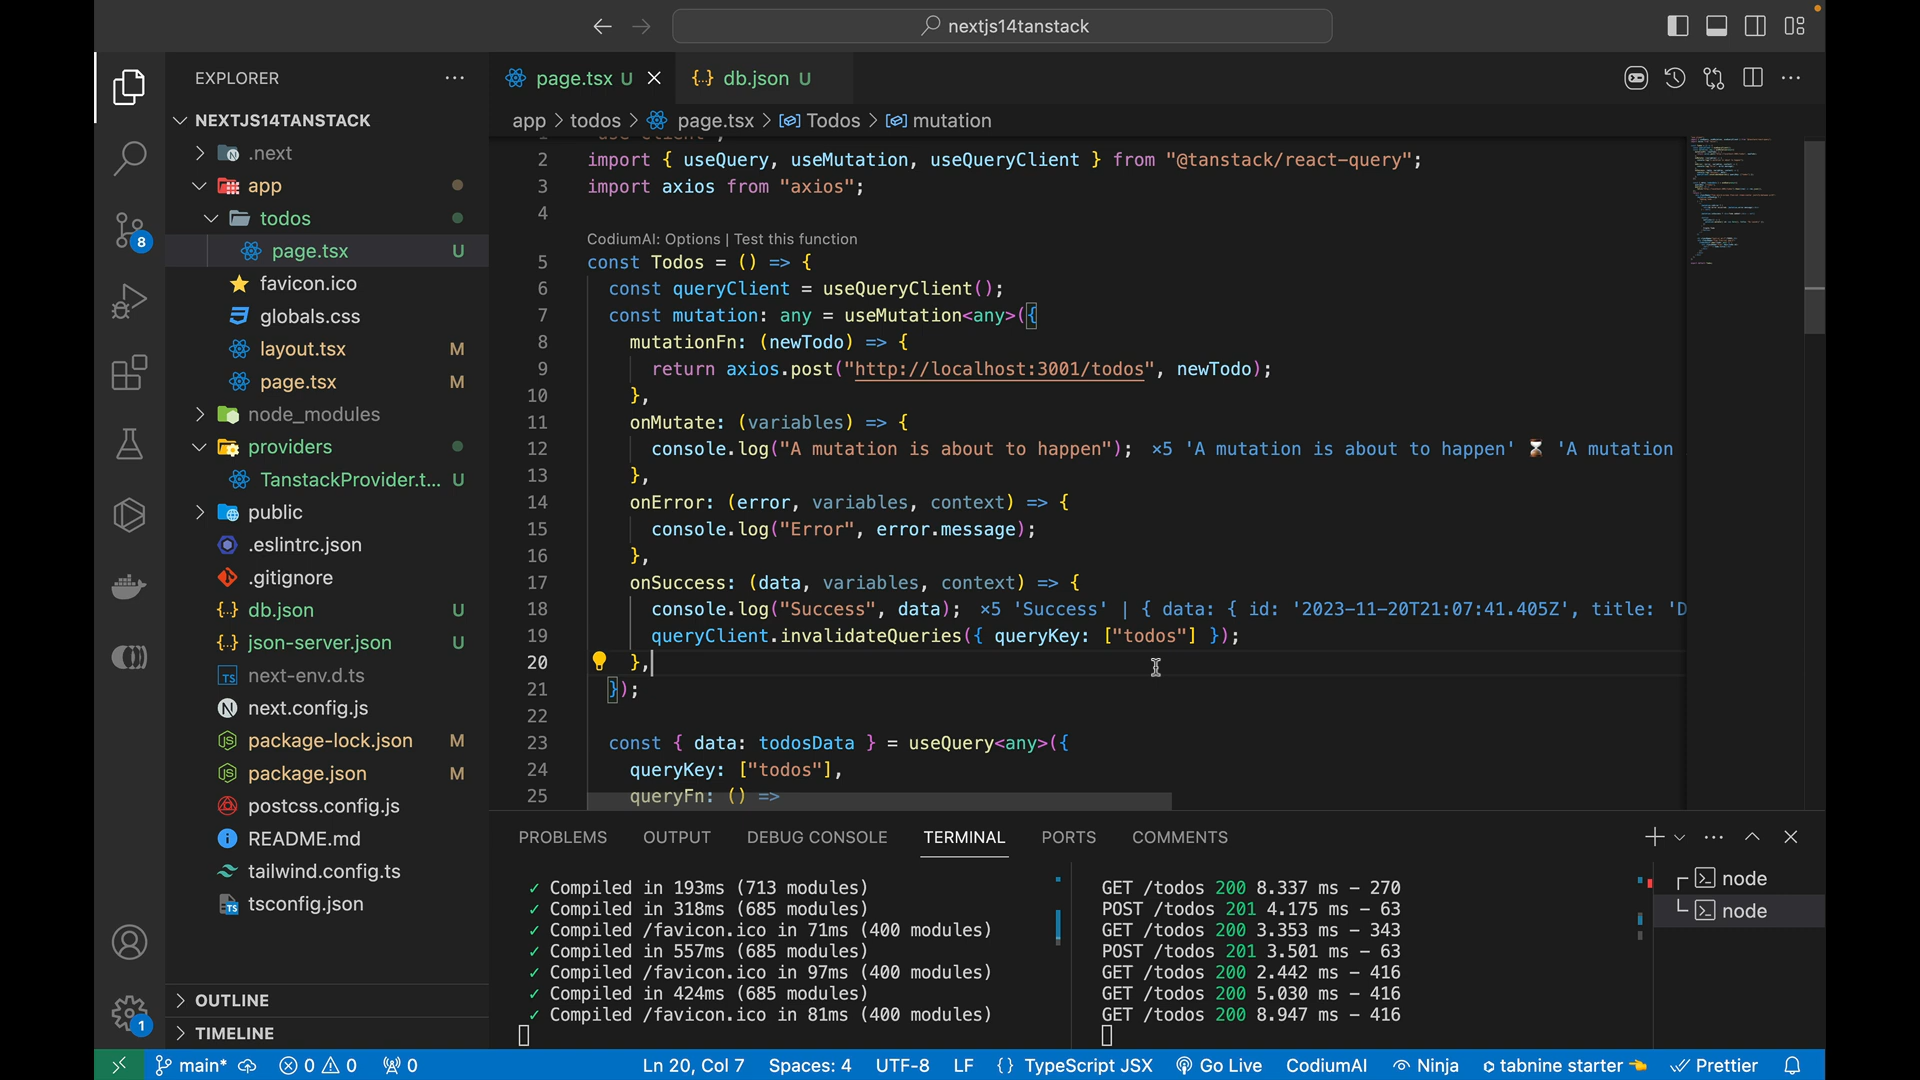 nextjs14tanstack
EXPLORER
NEXTJS14TANSTACK
.next
app
todos
page.tsx U
favicon.ico
globals.css
layout.tsx M
page.tsx M
node_modules
providers
TanstackProvider.t... U
public
.eslintrc.json
.gitignore
db.json U
json-server.json U
next-env.d.ts
next.config.js
package-lock.json M
package.json M
postcss.config.js
README.md
tailwind.config.ts
tsconfig.json
OUTLINE
TIMELINE
8
1
page.tsx U
{..} db.json U
app > todos > page.tsx > Todos > mutation
2 import { useQuery, useMutation, useQueryClient } from "@tanstack/react-query";
3 import axios from "axios";
4
CodiumAI: Options | Test this function
5 const Todos = () => {
6 const queryClient = useQueryClient();
7 const mutation: any = useMutation<any>({
8 mutationFn: (newTodo) => {
9 return axios.post("http://localhost:3001/todos", newTodo);
10 },
11 onMutate: (variables) => {
12 console.log("A mutation is about to happen"); ×5 'A mutation is about to happen' ⏳ 'A mutation
13 },
14 onError: (error, variables, context) => {
15 console.log("Error", error.message);
16 },
17 onSuccess: (data, variables, context) => {
18 console.log("Success", data); ×5 'Success' | { data: { id: '2023-11-20T21:07:41.405Z', title: 'D
19 queryClient.invalidateQueries({ queryKey: ["todos"] });
20 },
21 });
22
23 const { data: todosData } = useQuery<any>({
24 queryKey: ["todos"],
25 queryFn: () =>
PROBLEMS OUTPUT DEBUG CONSOLE TERMINAL PORTS COMMENTS
✓ Compiled in 193ms (713 modules)
✓ Compiled in 318ms (685 modules)
✓ Compiled /favicon.ico in 71ms (400 modules)
✓ Compiled in 557ms (685 modules)
✓ Compiled /favicon.ico in 97ms (400 modules)
✓ Compiled in 424ms (685 modules)
✓ Compiled /favicon.ico in 81ms (400 modules)
GET /todos 200 8.337 ms – 270
POST /todos 201 4.175 ms – 63
GET /todos 200 3.353 ms – 343
POST /todos 201 3.501 ms – 63
GET /todos 200 2.442 ms – 416
GET /todos 200 5.030 ms – 416
GET /todos 200 8.947 ms – 416
node
node
main* 0 0 0 Ln 20, Col 7 Spaces: 4 UTF-8 LF {} TypeScript JSX Go Live CodiumAI Ninja tabnine starter Prettier